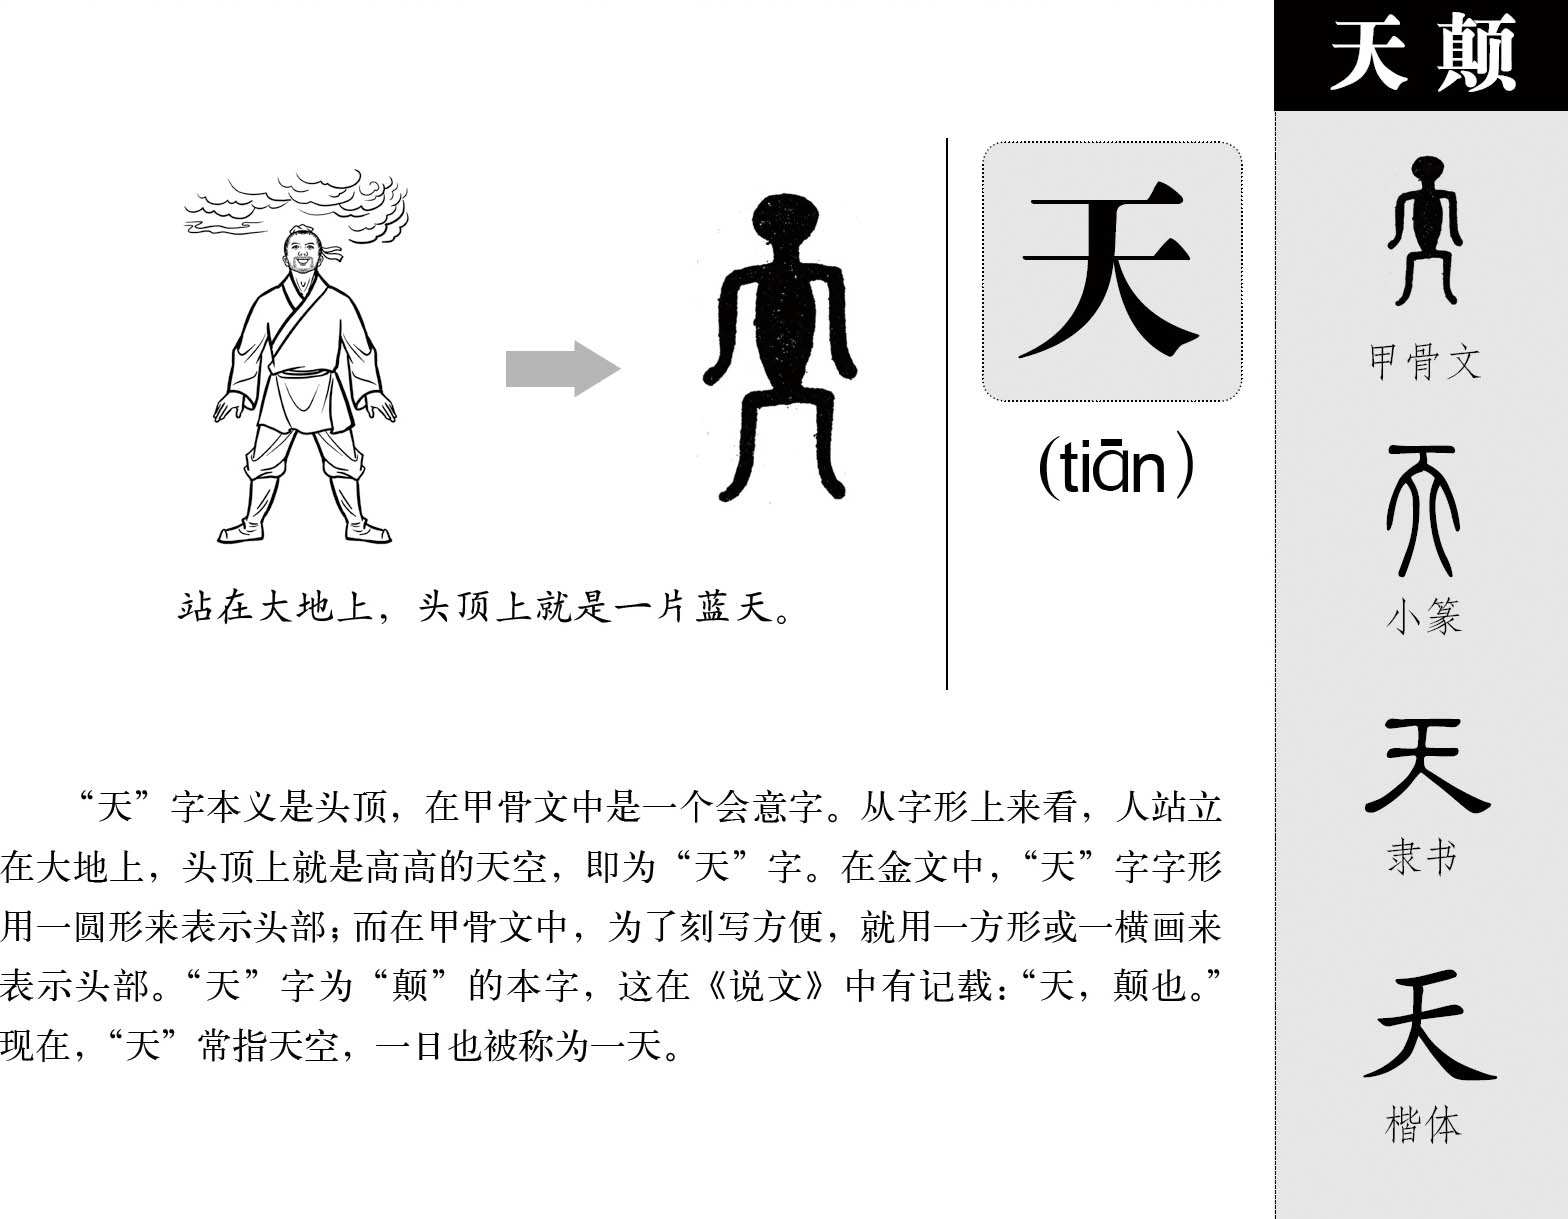 天 颠
天
(tiān)
站在大地上，头顶上就是一片蓝天。
甲骨文
小篆
天
隶书
天
楷体
“天”字本义是头顶，在甲骨文中是一个会意字。从字形上来看，人站立
在大地上，头顶上就是高高的天空，即为“天”字。在金文中，“天”字字形
用一圆形来表示头部；而在甲骨文中，为了刻写方便，就用一方形或一横画来
表示头部。“天”字为“颠”的本字，这在《说文》中有记载：“天，颠也。”
现在，“天”常指天空，一日也被称为一天。